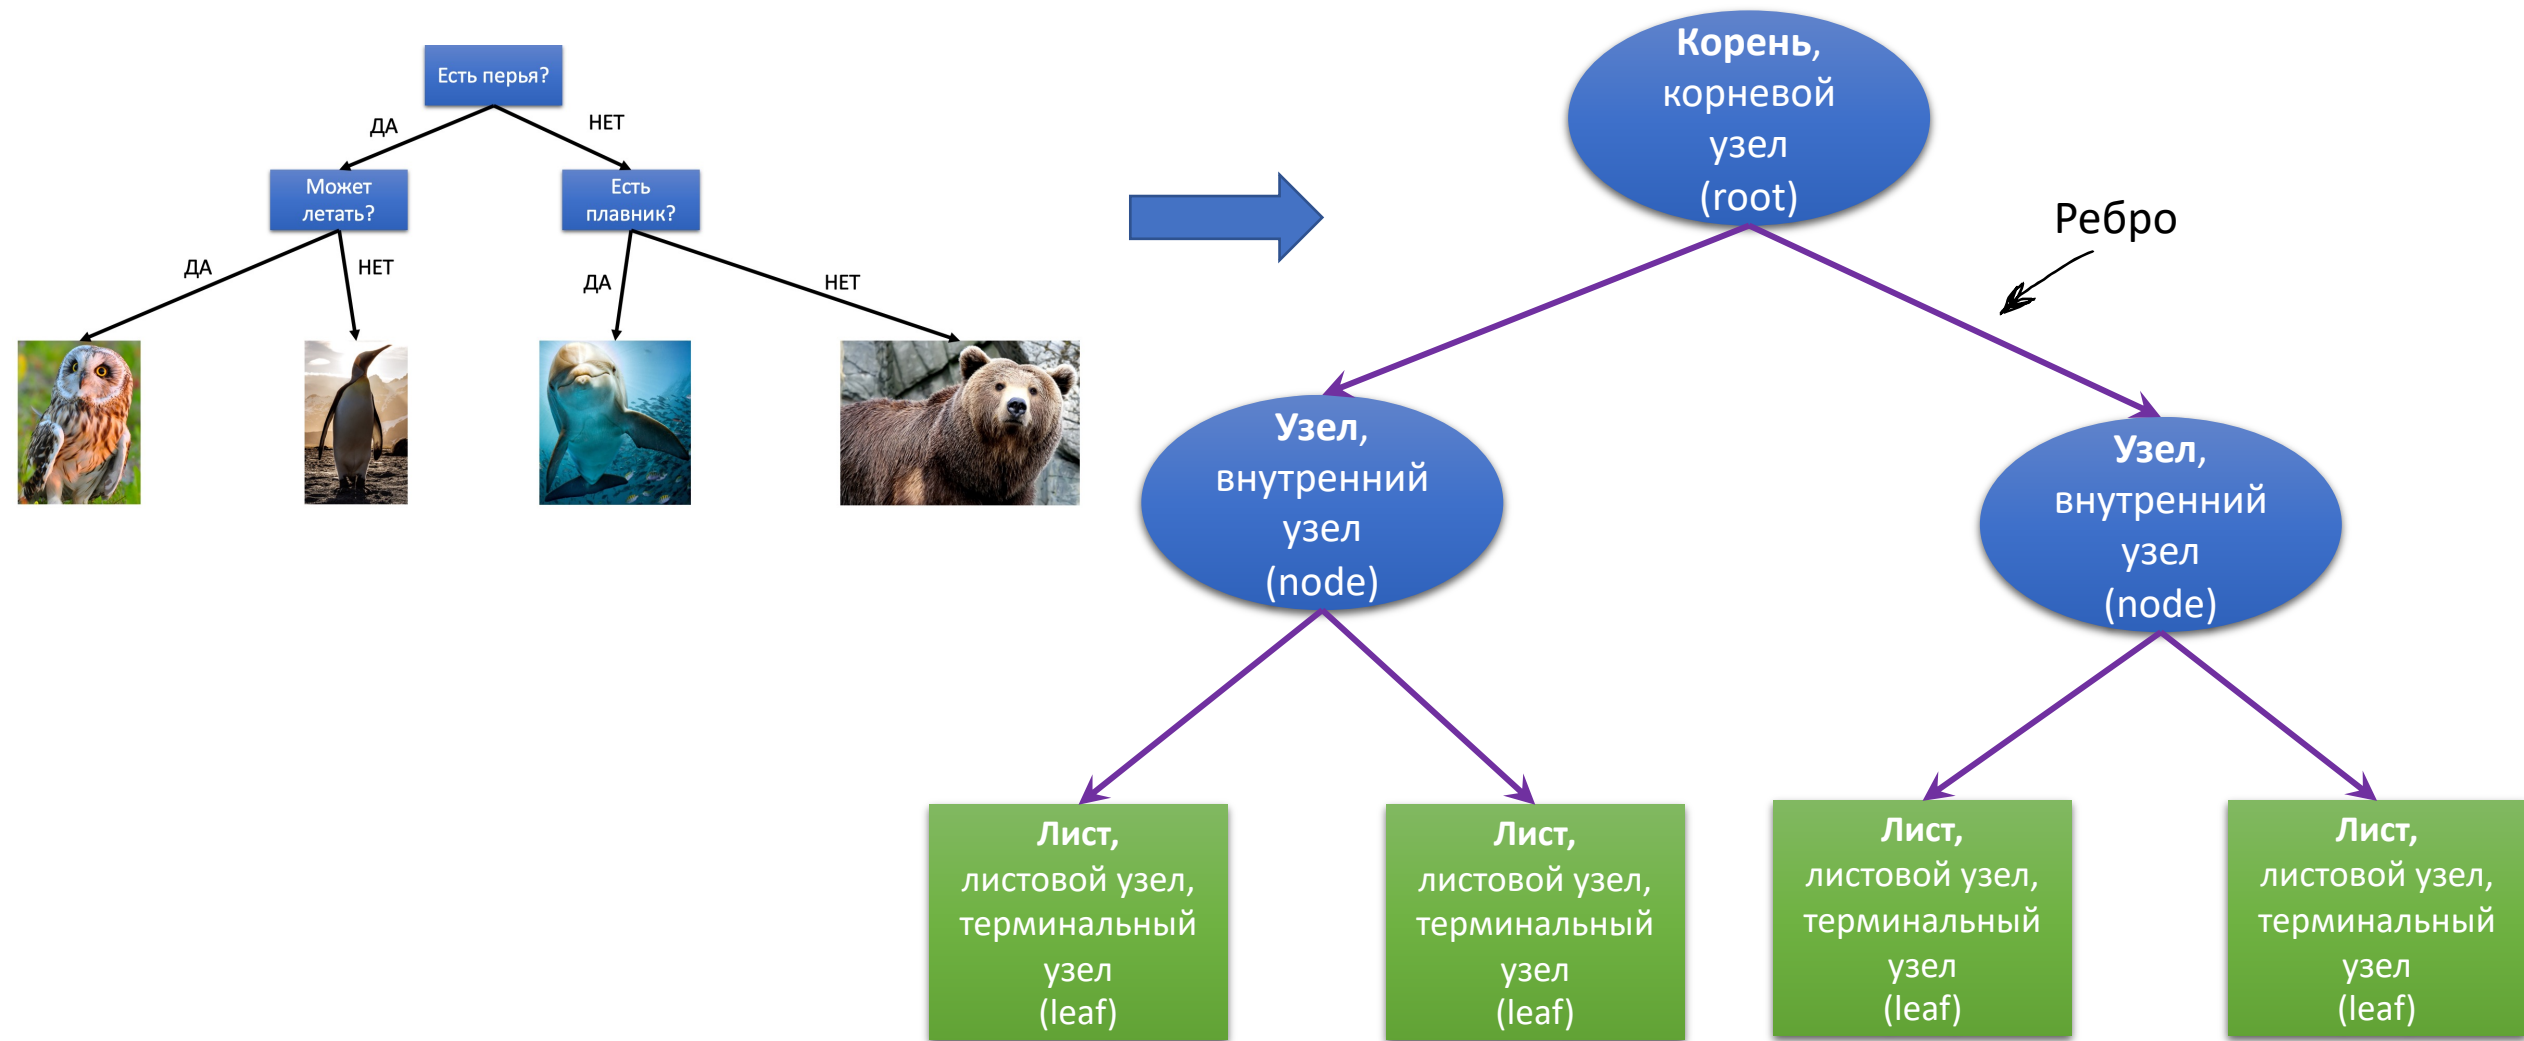 Есть перья?
ДА
НЕТ
Может
летать?
Есть
плавник?
ДА
НЕТ
ДА
НЕТ
Корень,
корневой
узел
(root)
Ребро
Узел,
внутренний
узел
(node)
Узел,
внутренний
узел
(node)
Лист,
листовой узел,
терминальный
узел
(leaf)
Лист,
листовой узел,
терминальный
узел
(leaf)
Лист,
листовой узел,
терминальный
узел
(leaf)
Лист,
листовой узел,
терминальный
узел
(leaf)